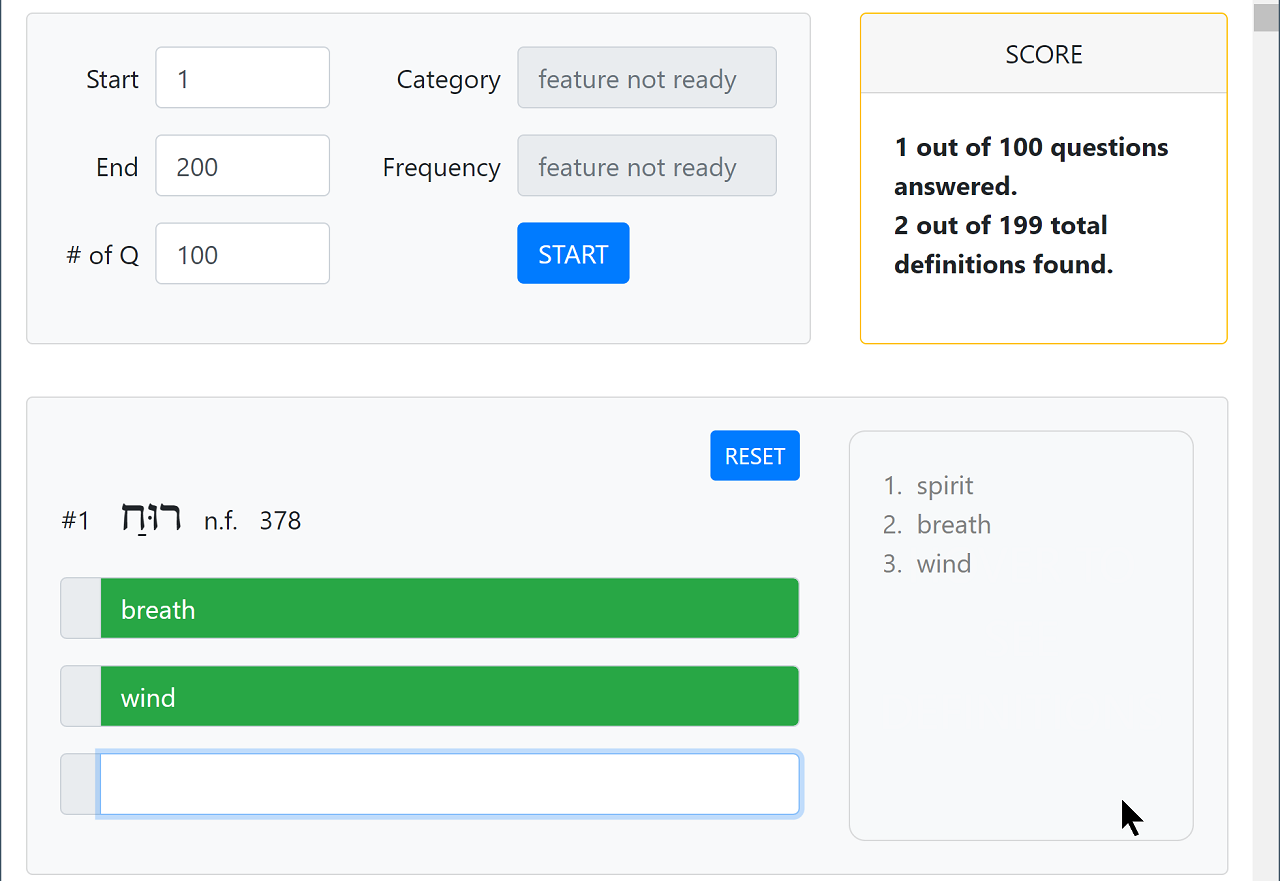 Start 1 Category feature not ready
End 200 Frequency feature not ready
# of Q 100 START
SCORE
1 out of 100 questions
answered.
2 out of 199 total
definitions found.
RESET
#1 רוּחַ n.f. 378
breath
wind
1. spirit
2. breath
3. wind